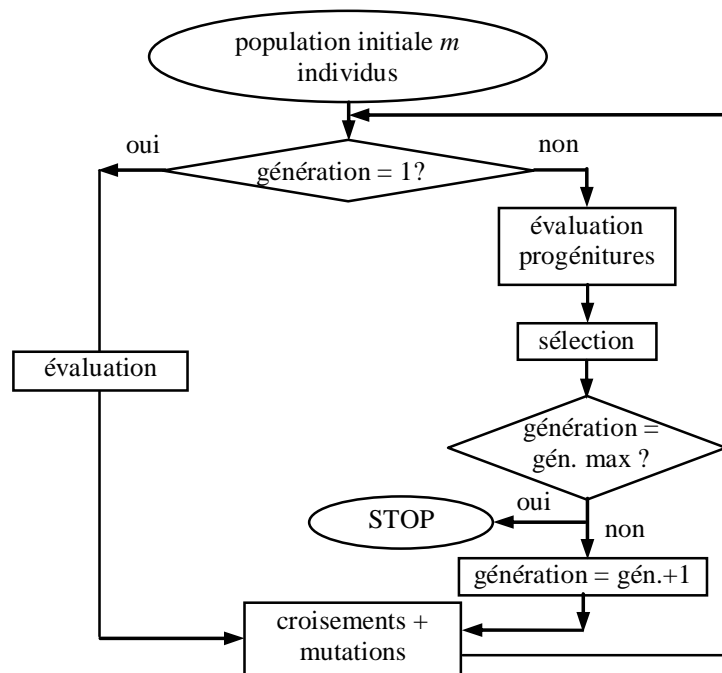 population initiale m
individus
oui
non
génération = 1?
évaluation
progénitures
sélection
évaluation
génération =
gén. max ?
oui
STOP
non
génération = gén.+1
croisements +
mutations